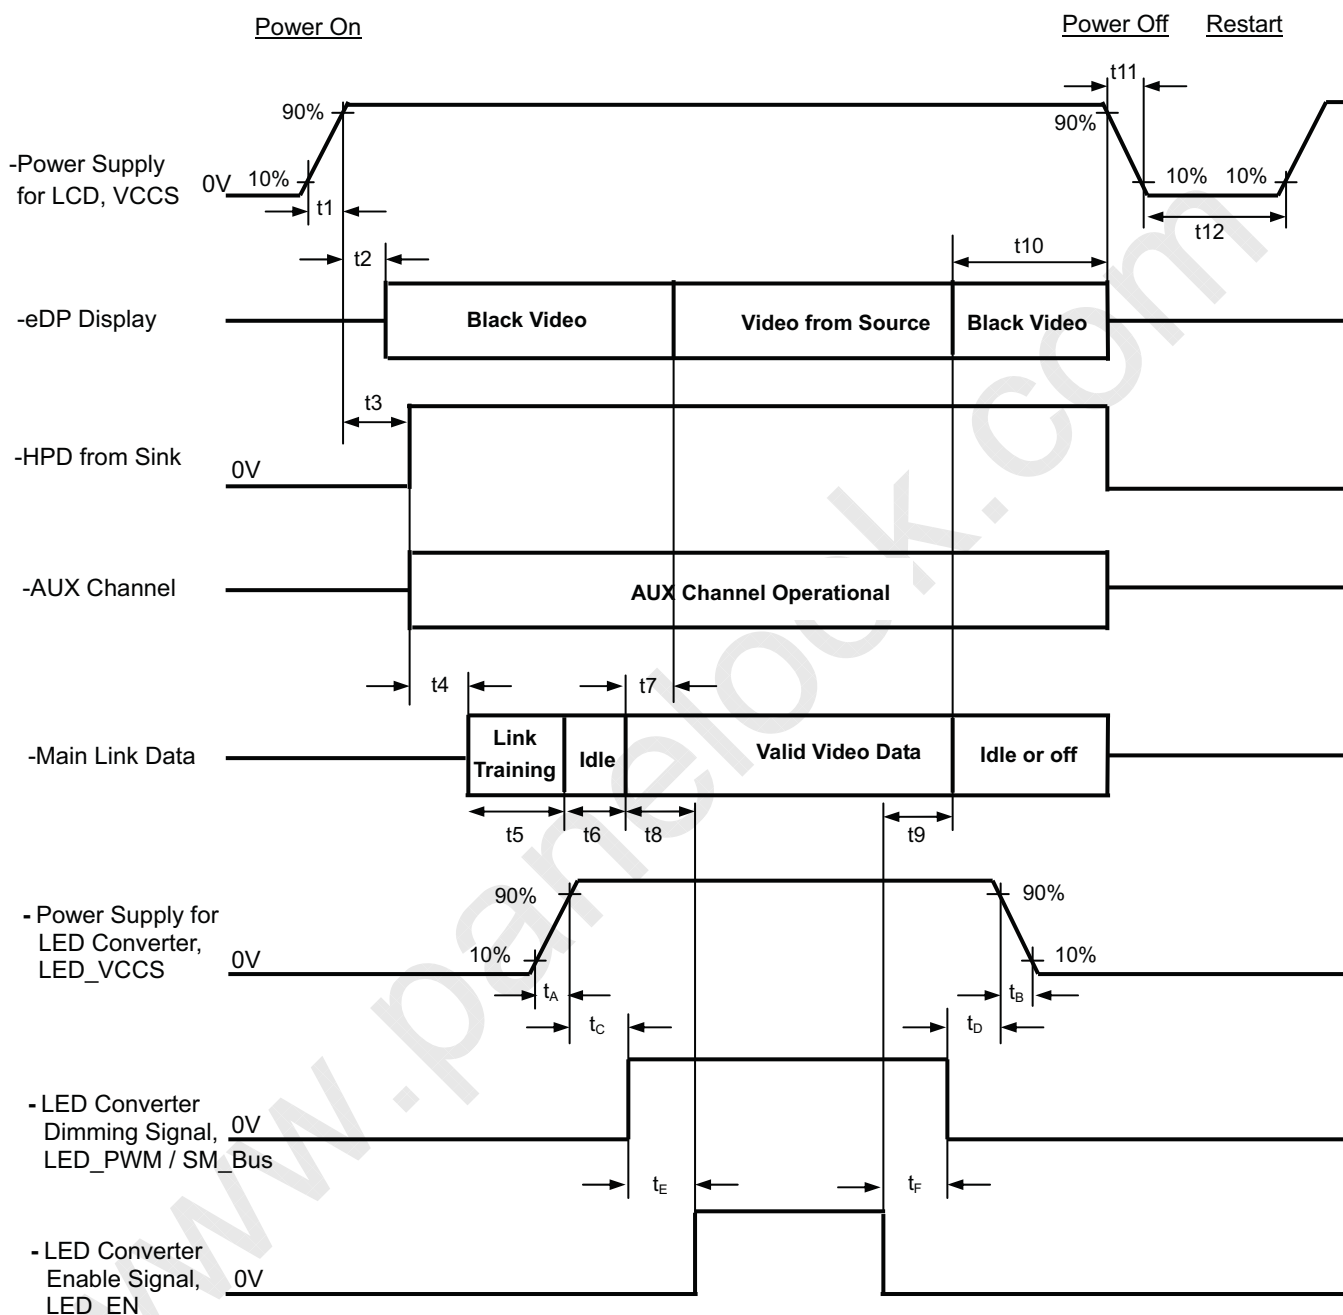 Power On
Power Off Restart
t11
90%
90%
-Power Supply
for LCD, VCCS
0V 10%
10% 10%
t1
t12
t2
t10
-eDP Display
Black Video
Video from Source
Black Video
t3
-HPD from Sink
0V
-AUX Channel
AUX Channel Operational
t4
t7
-Main Link Data
Link
Training
Idle
Valid Video Data
Idle or off
t5
t6
t8
t9
90%
90%
- Power Supply for
LED Converter,
LED_VCCS
0V
10%
10%
tA
tB
tC
tD
- LED Converter
Dimming Signal,
LED_PWM / SM_Bus
0V
tE
tF
- LED Converter
Enable Signal,
LED_EN
0V
www.panelook.com